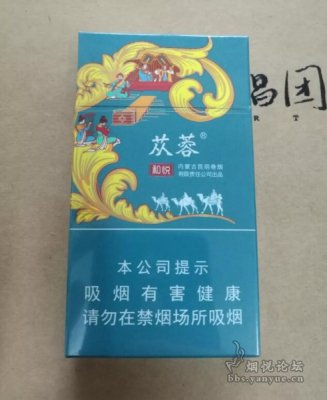 昌团
R T
苁蓉®
和悦
内蒙古昆明卷烟
有限责任公司出品
本公司提示
吸烟有害健康
请勿在禁烟场所吸烟
烟悦论坛
bbs.yanyue.cn